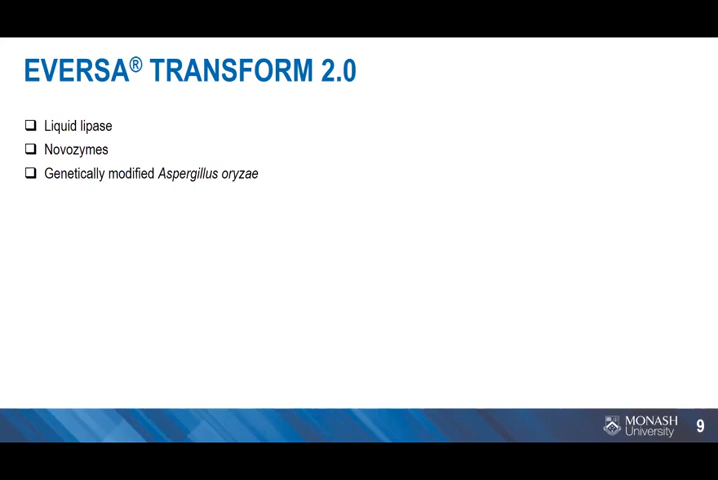 EVERSA® TRANSFORM 2.0
Liquid lipase
Novozymes
Genetically modified Aspergillus oryzae
MONASH
University
9